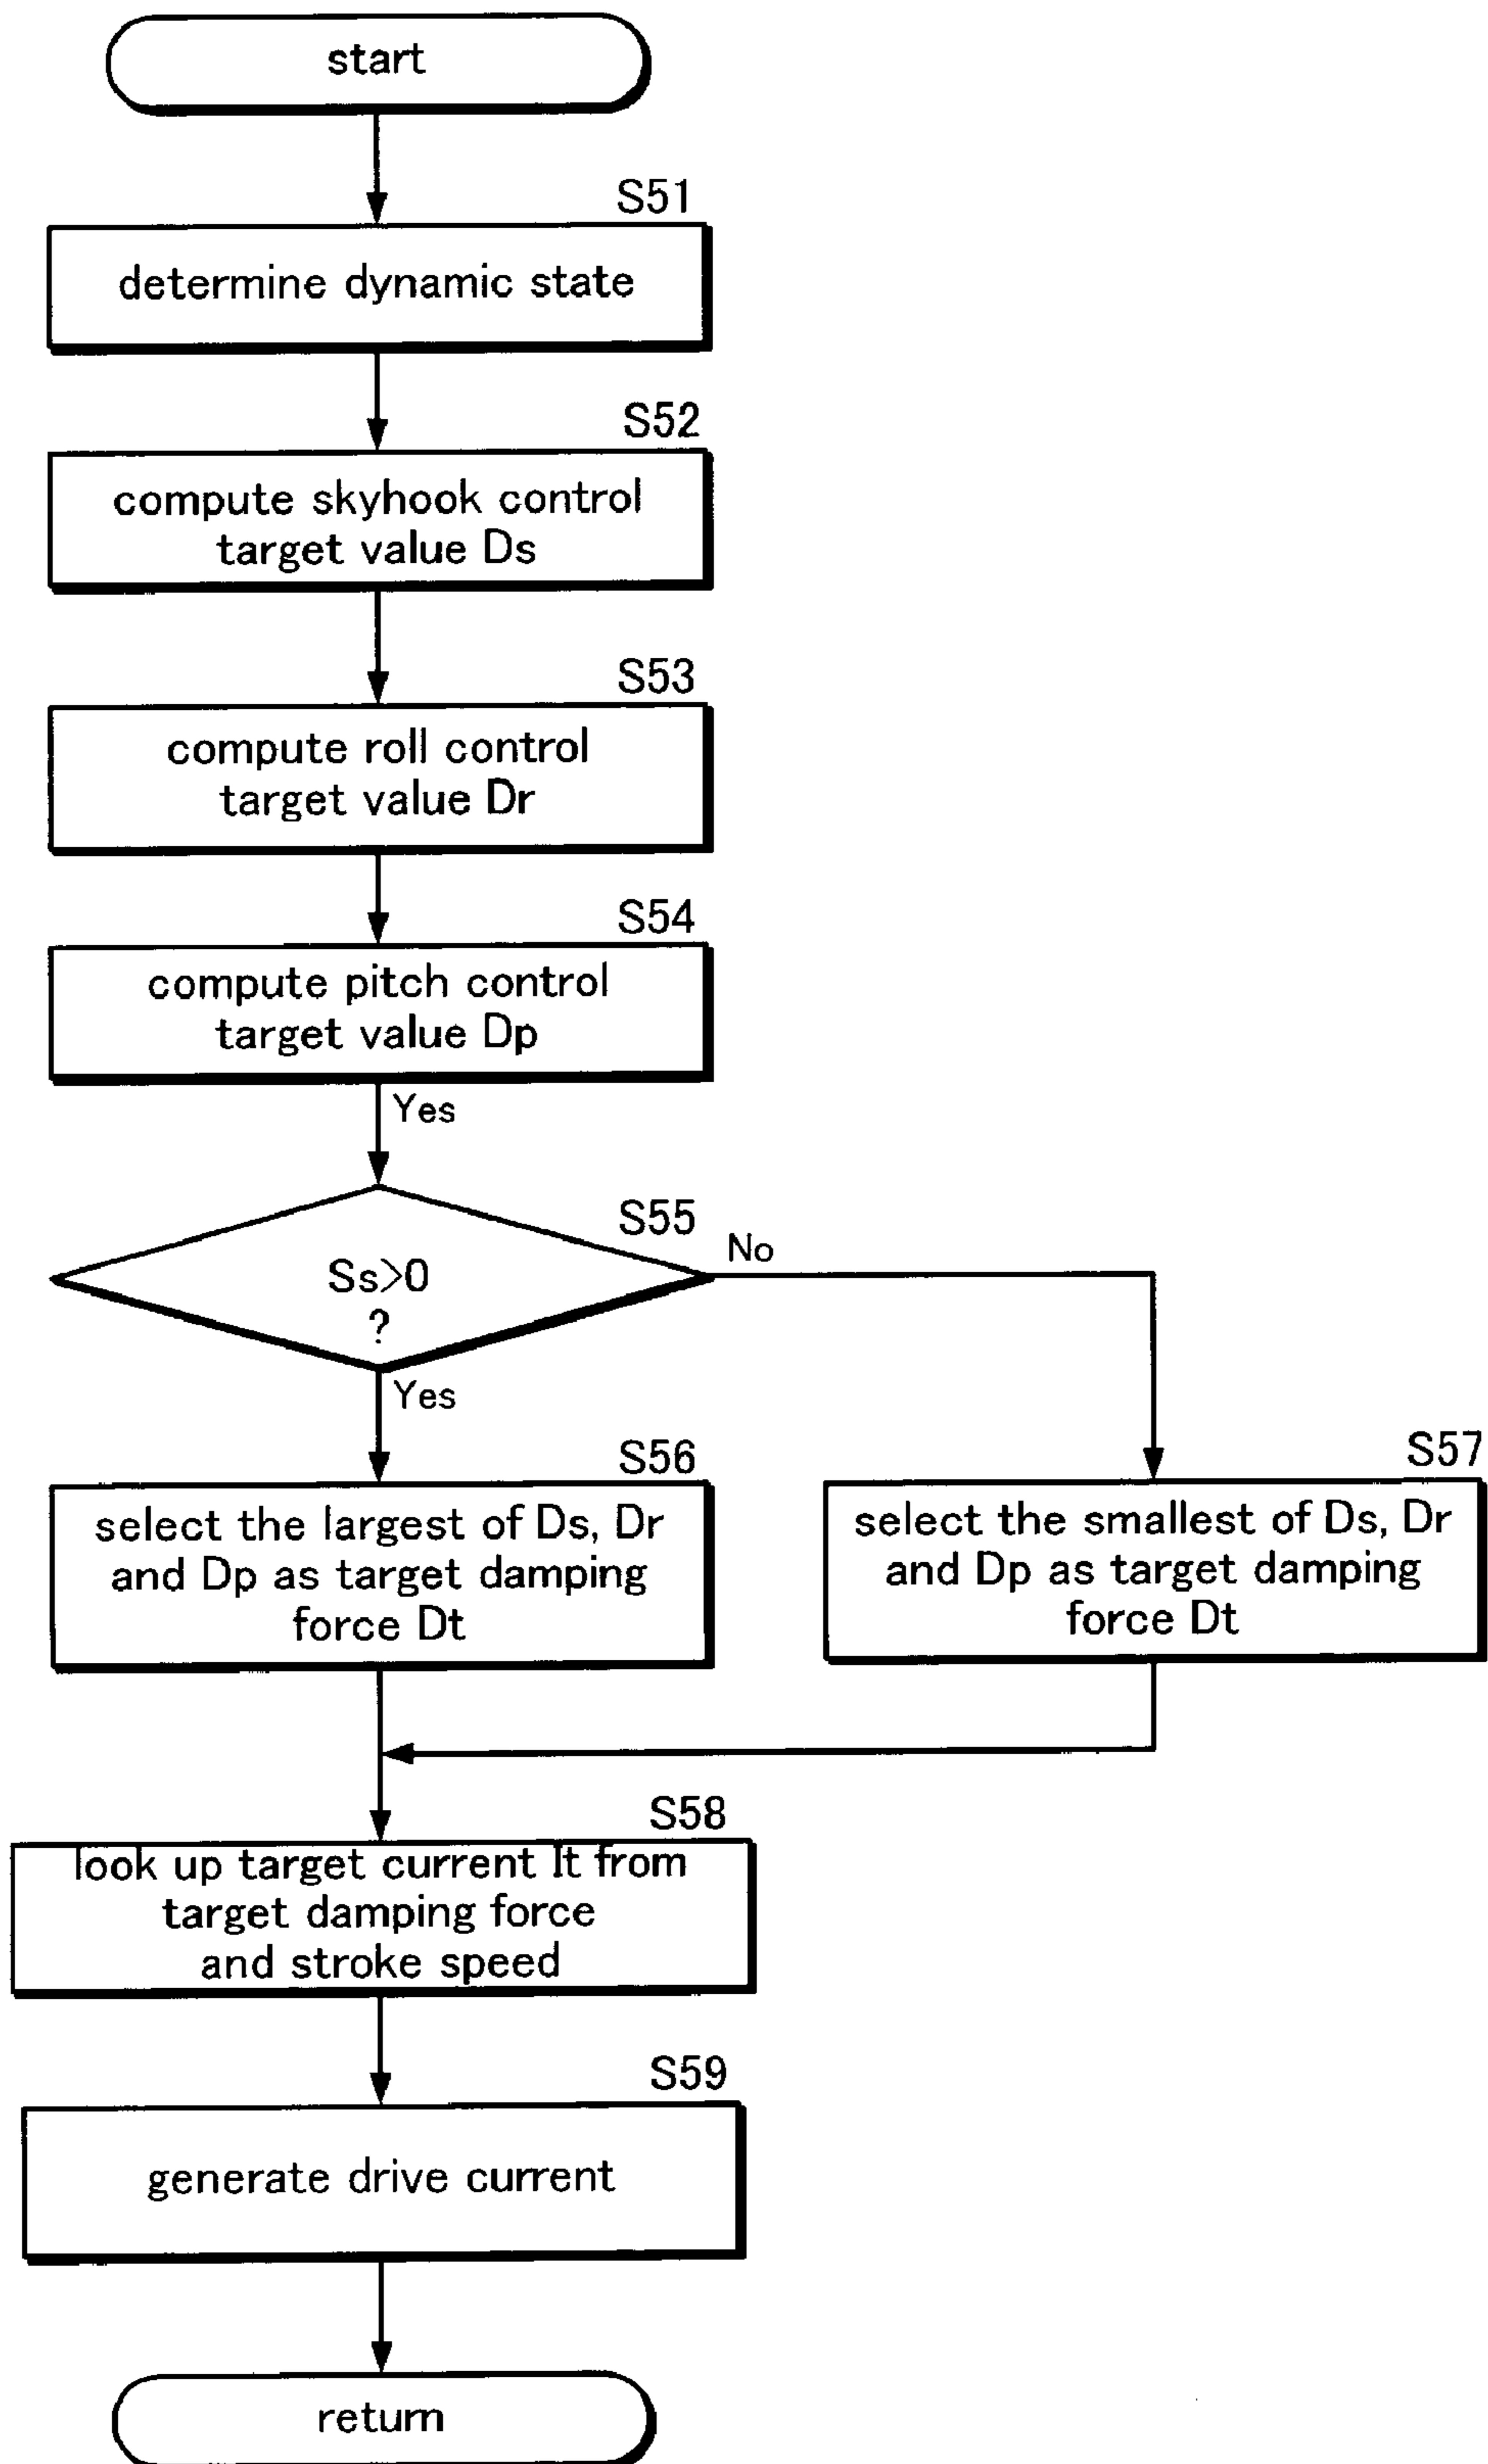 start
S51
determine dynamic state
S52
compute skyhook control
target value Ds
S53
compute roll control
target value Dr
S54
compute pitch control
target value Dp
Yes
S55
No
Ss>0
?
Yes
S56
select the largest of Ds, Dr
and Dp as target damping
force Dt
S57
select the smallest of Ds, Dr
and Dp as target damping
force Dt
S58
look up target current It from
target damping force
and stroke speed
S59
generate drive current
return